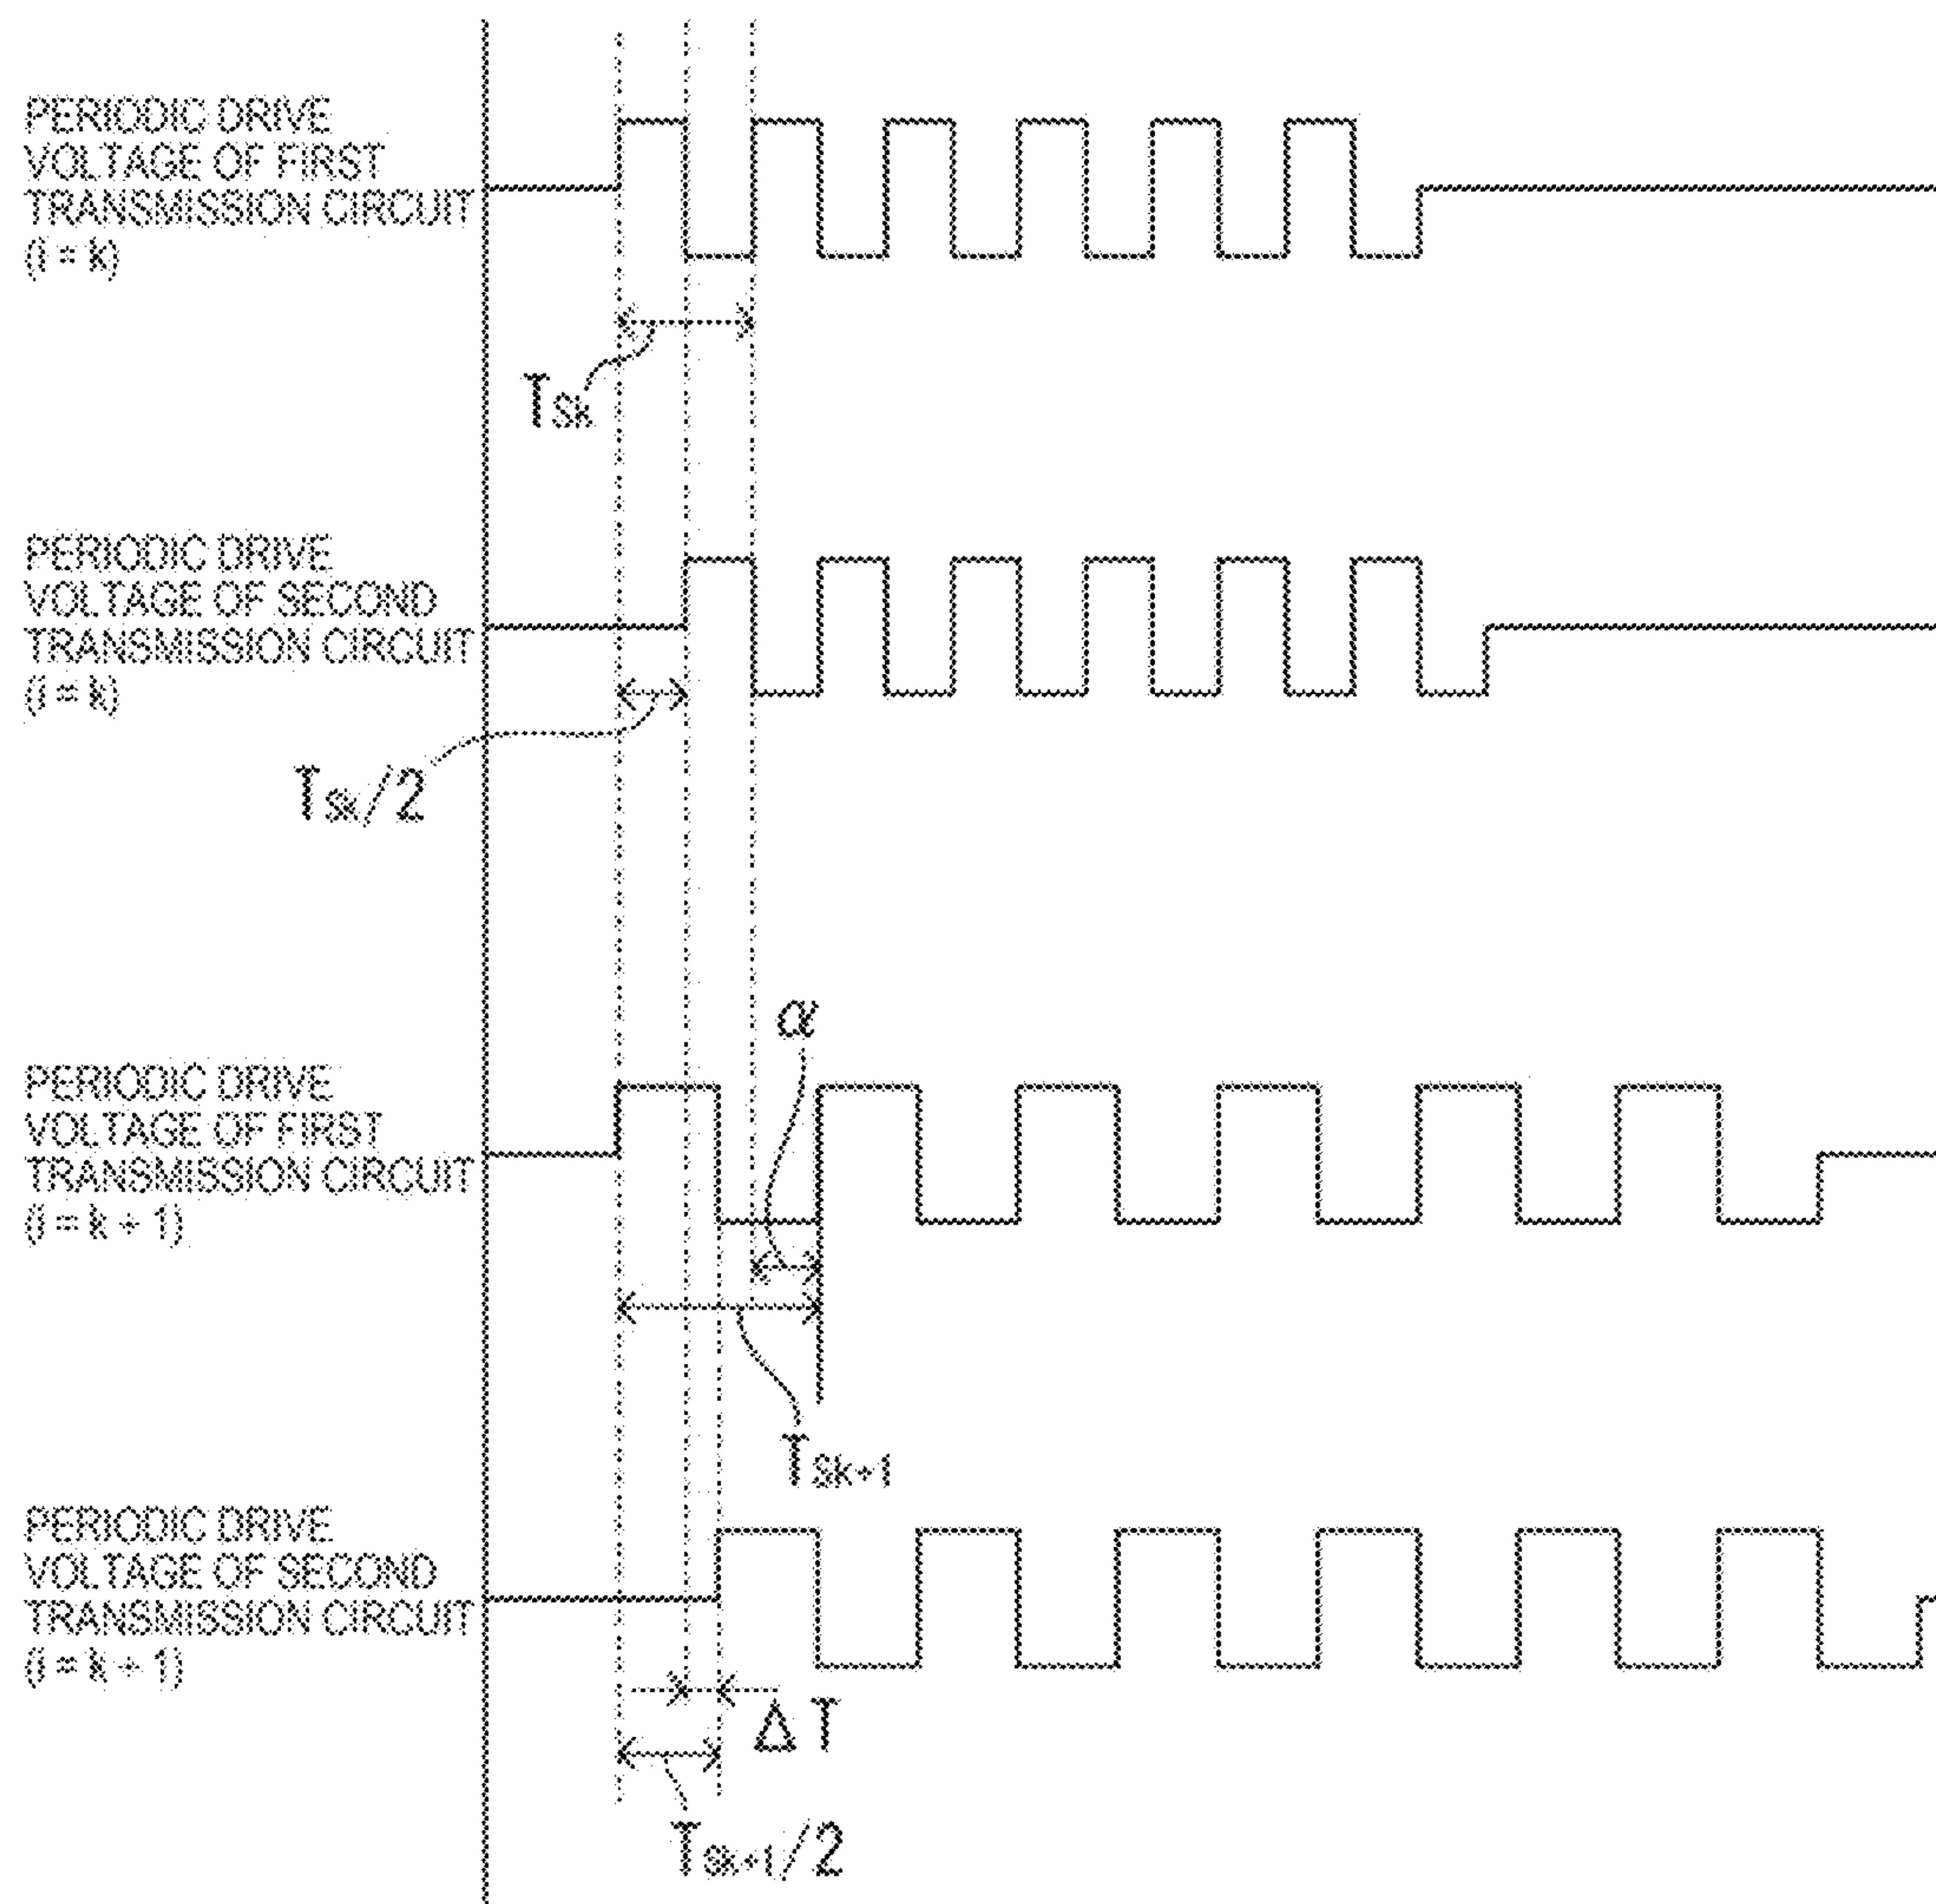 PERIODIC DRIVE
VOLTAGE OF FIRST
TRANSMISSION CIRCUIT
(i = k)
TSk
PERIODIC DRIVE
VOLTAGE OF SECOND
TRANSMISSION CIRCUIT
(i = k)
TSk/2
α
PERIODIC DRIVE
VOLTAGE OF FIRST
TRANSMISSION CIRCUIT
(i = k + 1)
TSk+1
PERIODIC DRIVE
VOLTAGE OF SECOND
TRANSMISSION CIRCUIT
(i = k + 1)
ΔT
TSk+1/2